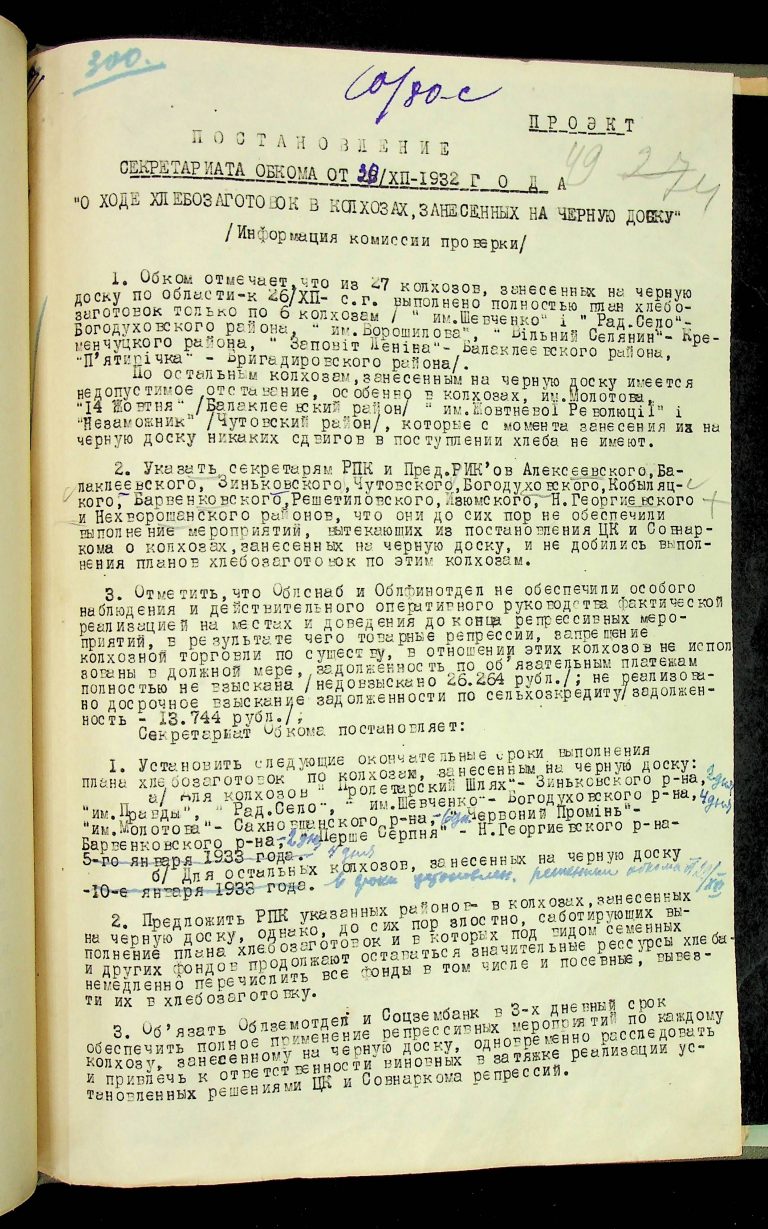 300.
П Р О Э К Т
П О С Т А Н О В Л Е Н И Е
49
СЕКРЕТАРИАТА ОБКОМА ОТ /ХП-1932 Г О Д А
"О ХОДЕ ХЛЕБОЗАГОТОВОК В КОЛХОЗАХ,ЗАНЕСЕННЫХ НА ЧЕРНУЮ ДОСКУ"
/Информация комиссии проверки/
1. Обком отмечает,что из 27 колхозов, занесенных на черную
доску по области-к 26/ХП- с.г. выполнено полностью план хлебо-
заготовок только по 6 колхозам / " им.Шевченко" і " Рад.Село"-
Богодуховского района, " им.Ворошилова", " Вільний Селянин"- Кре-
менчуцкого района, " Заповіт Леніна"- Балаклеевского района,
"П'ятирічка" - Бригадировского района/.
По остальным колхозам,занесенным на черную доску имеется
недопустимое отставание, особенно в колхозах, им.Молотова,
"14 Жовтня" /Балаклеевский район/ " им.Жовтневої Революції" і
"Незаможник" /Чутовский район/, которые с момента занесения их на
черную доску никаких сдвигов в поступлении хлеба не имеют.
2. Указать секретарям РПК и Пред.РИК'ов Алексеевского,Ба-
лаклеевского, Зиньковского,Чутовского,Богодуховского,Кобыляц-
кого, Барвенковского,Решетиловского,Изюмского, Н.Георгиевского
и Нехворощанского районов, что они до сих пор не обеспечили
выполнение мероприятий, вытекающих из постановления ЦК и Совнар-
кома о колхозах,занесенных на черную доску, и не добились выпол-
нения планов хлебозаготовок по этим колхозам.
3. Отметить,что Облснаб и Облфинотдел не обеспечили особого
наблюдения и действительного оперативного руководства фактической
реализацией на местах и доведения до конца репрессивных меро-
приятий, в результате чего товарные репрессии, запрещение
колхозной торговли по существу, в отношении этих колхозов не испол
зованы в должной мере, задолженность по об'язательным платежам
полностью не взыскана /недовзыскано 26.264 рубл./; не реализова-
но досрочное взыскание задолженности по сельхозкредиту/задолжен-
ность - 13.744 рубл./;
Секретариат Обкома постановляет:
1. Установить следующие окончательные сроки выполнения
плана хлебозаготовок по колхозам, занесенным на черную доску:
а/ для колхозов " Пролетарский Шлях"- Зиньковского р-на, 2 дня
"им.Правды", " Рад.Село", " им.Шевченко"- Богодуховского р-на, 4 дня
"им.Молотова"- Сахновщанского р-на, "Червоний Промінь"-
Барвенковского р-на,- 2 дня "Перше Серпня" - Н.Георгиевского р-на-
5-го января 1933 года. 4 дня
б/ Для остальных колхозов, занесенных на черную доску
-10-е января 1933 года. в сроки установлен. решением обкома
2. Предложить РПК указанных районов- в колхозах,занесенных
на черную доску, однако, до сих пор злостно, саботирующих вы-
полнение плана хлебозаготовок и в которых под видом семенных
и других фондов продолжают оставаться значительные рессурсы хлеба-
немедленно перечислить все фонды в том числе и посевные, вывез-
ти их в хлебозаготовку.
3. Об'язать Облземотдел и Соцзембанк в 3-х дневный срок
обеспечить полное применение репрессивных мероприятий по каждому
колхозу, занесенному на черную доску, одновременно расследовать
и привлечь к ответственности виновных в затяжке реализации ус-
тановленных решениями ЦК и Совнаркома репрессий.